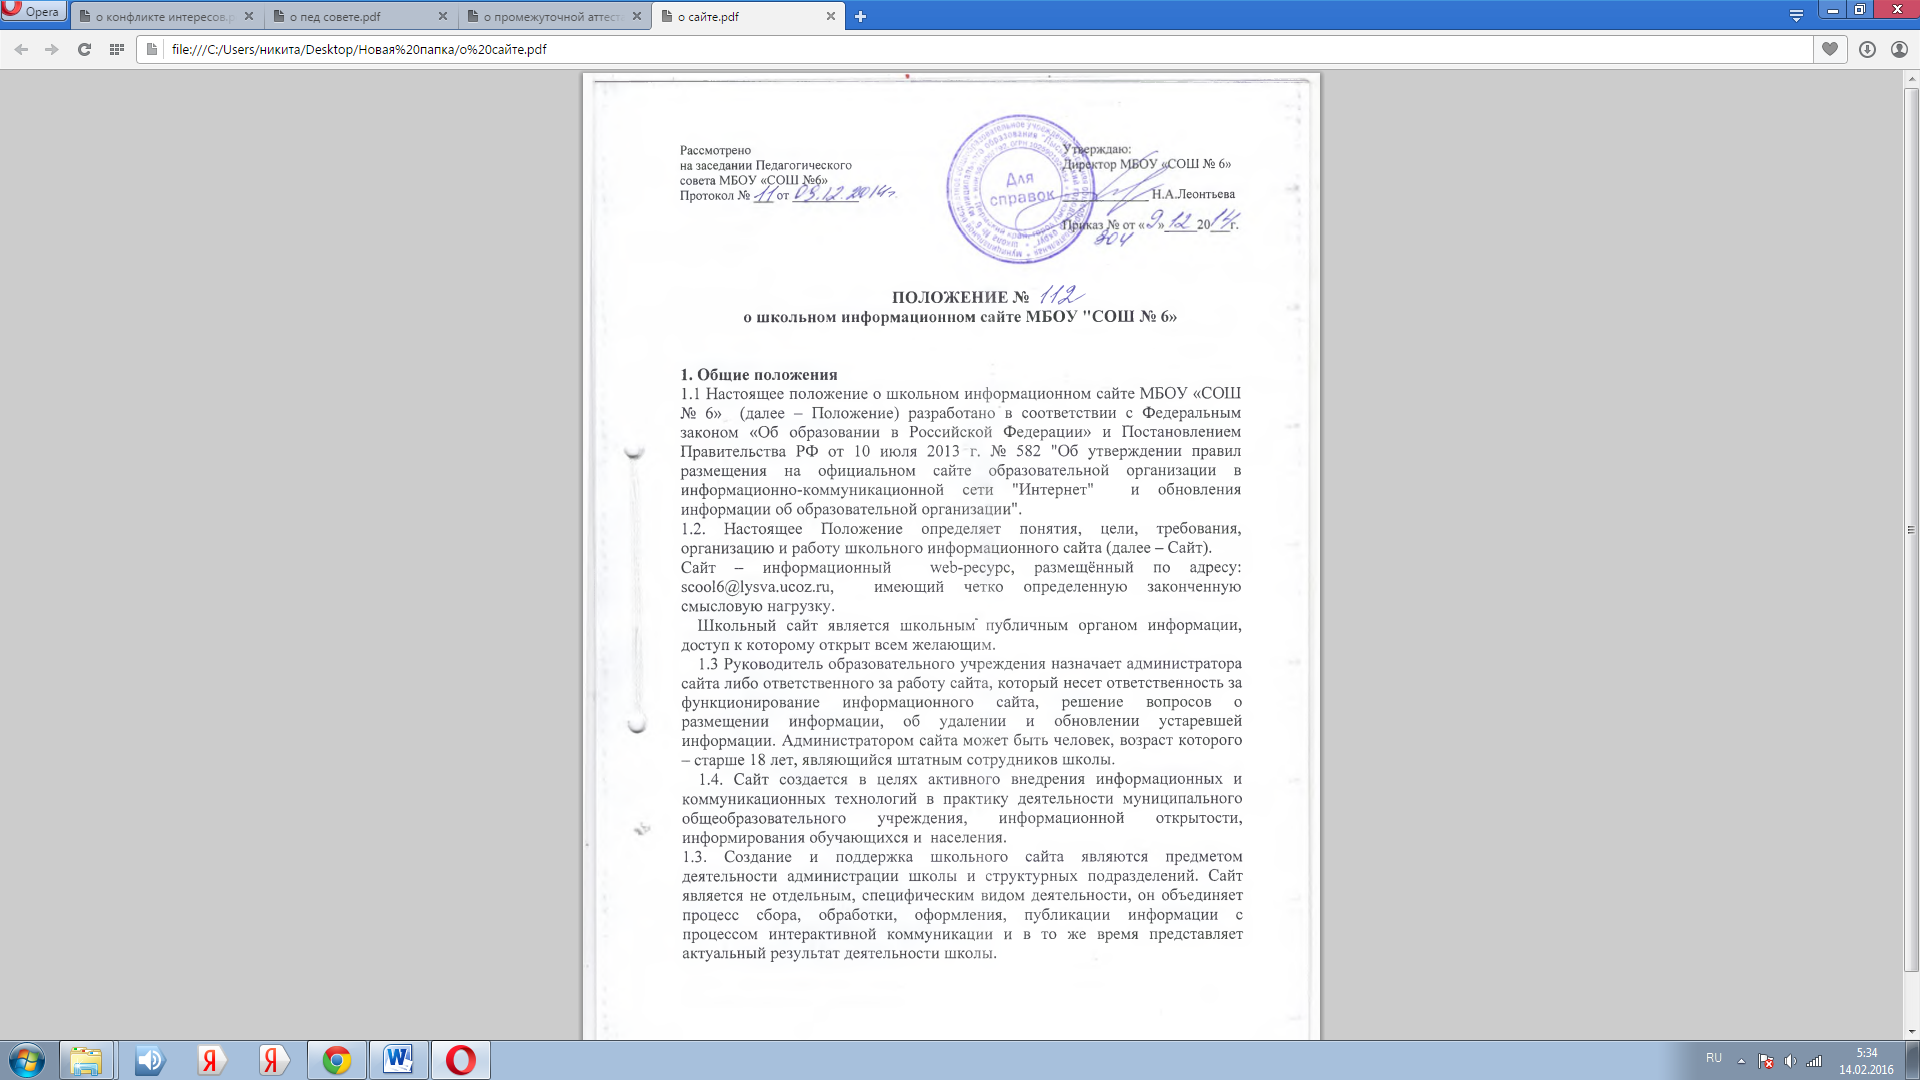 Opera
о конфликте интересов.p
о пед совете.pdf
о промежуточной аттеста
о сайте.pdf
file:///C:/Users/никита/Desktop/Новая%20папка/о%20сайте.pdf
Рассмотрено
на заседании Педагогического
совета МБОУ «СОШ №6»
Протокол № 11 от 09.12.2014г.
Для
справок
Утверждаю:
Директор МБОУ «СОШ № 6»
Н.А.Леонтьева
Приказ № от «9» 12 2014г.
304
ПОЛОЖЕНИЕ № 112
о школьном информационном сайте МБОУ "СОШ № 6»
1. Общие положения
1.1 Настоящее положение о школьном информационном сайте МБОУ «СОШ
№ 6» (далее – Положение) разработано в соответствии с Федеральным
законом «Об образовании в Российской Федерации» и Постановлением
Правительства РФ от 10 июля 2013 г. № 582 "Об утверждении правил
размещения на официальном сайте образовательной организации в
информационно-коммуникационной сети "Интернет" и обновления
информации об образовательной организации".
1.2. Настоящее Положение определяет понятия, цели, требования,
организацию и работу школьного информационного сайта (далее – Сайт).
Сайт – информационный web-ресурс, размещённый по адресу:
scool6@lysva.ucoz.ru, имеющий четко определенную законченную
смысловую нагрузку.
Школьный сайт является школьным публичным органом информации,
доступ к которому открыт всем желающим.
1.3 Руководитель образовательного учреждения назначает администратора
сайта либо ответственного за работу сайта, который несет ответственность за
функционирование информационного сайта, решение вопросов о
размещении информации, об удалении и обновлении устаревшей
информации. Администратором сайта может быть человек, возраст которого
– старше 18 лет, являющийся штатным сотрудников школы.
1.4. Сайт создается в целях активного внедрения информационных и
коммуникационных технологий в практику деятельности муниципального
общеобразовательного учреждения, информационной открытости,
информирования обучающихся и населения.
1.3. Создание и поддержка школьного сайта являются предметом
деятельности администрации школы и структурных подразделений. Сайт
является не отдельным, специфическим видом деятельности, он объединяет
процесс сбора, обработки, оформления, публикации информации с
процессом интерактивной коммуникации и в то же время представляет
актуальный результат деятельности школы.
RU
5:34
14.02.2016